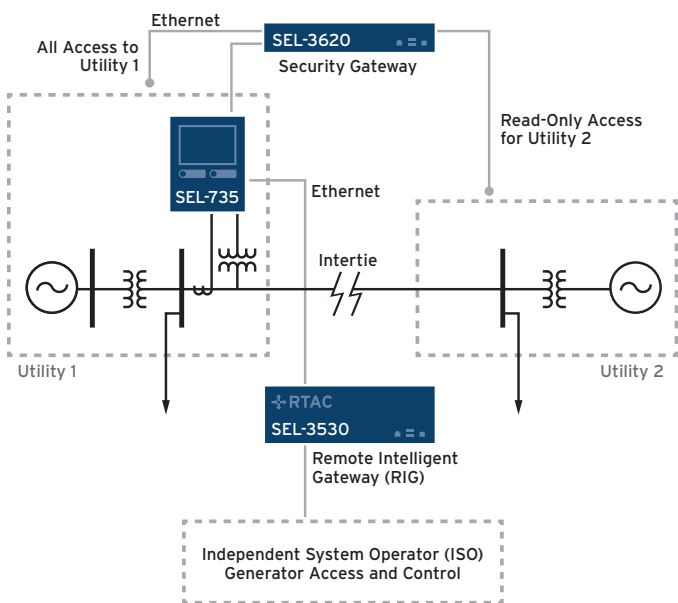 Ethernet
All Access to
Utility 1
SEL-3620
Security Gateway
Read-Only Access
for Utility 2
SEL-735
Ethernet
Intertie
Utility 1
Utility 2
RTAC
SEL-3530
Remote Intelligent
Gateway (RIG)
Independent System Operator (ISO)
Generator Access and Control